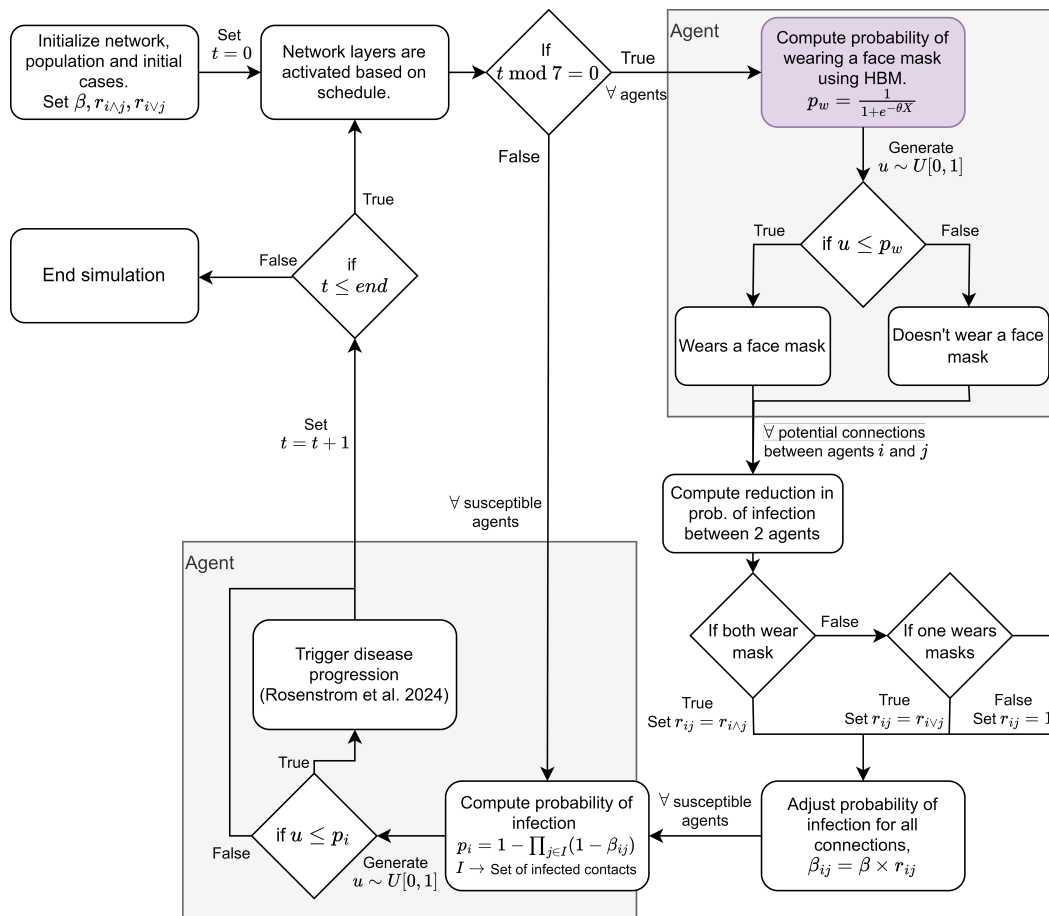 Initialize network,
population and initial
cases.
Set β, r_{i∧j}, r_{i∨j}
Set
t = 0
Network layers are
activated based on
schedule.
If
t mod 7 = 0
True
∀ agents
False
Agent
Compute probability of
wearing a face mask
using HBM.
p_w = \frac{1}{1+e^{-θX}}
Generate
u ∼ U[0, 1]
if u ≤ p_w
True
False
Wears a face mask
Doesn't wear a face
mask
∀ potential connections
between agents i and j
Compute reduction in
prob. of infection
between 2 agents
If both wear
mask
False
If one wears
masks
True
Set r_{ij} = r_{i∧j}
True
Set r_{ij} = r_{i∨j}
False
Set r_{ij} = 1
Adjust probability of
infection for all
connections,
β_{ij} = β × r_{ij}
∀ susceptible
agents
∀ susceptible
agents
Agent
Compute probability of
infection
p_i = 1 − ∏_{j∈I}(1 − β_{ij})
I → Set of infected contacts
Generate
u ∼ U[0, 1]
if u ≤ p_i
True
False
Trigger disease
progression
(Rosenstrom et al. 2024)
Set
t = t + 1
if
t ≤ end
True
False
End simulation